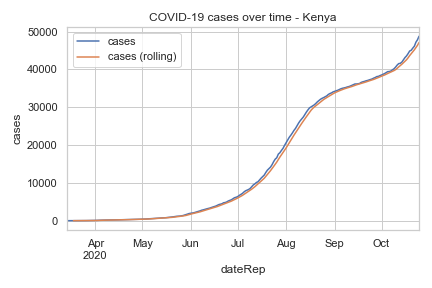 COVID-19 cases over time - Kenya
cases
cases (rolling)
50000
40000
30000
20000
10000
0
cases
Apr May Jun Jul Aug Sep Oct
2020
dateRep